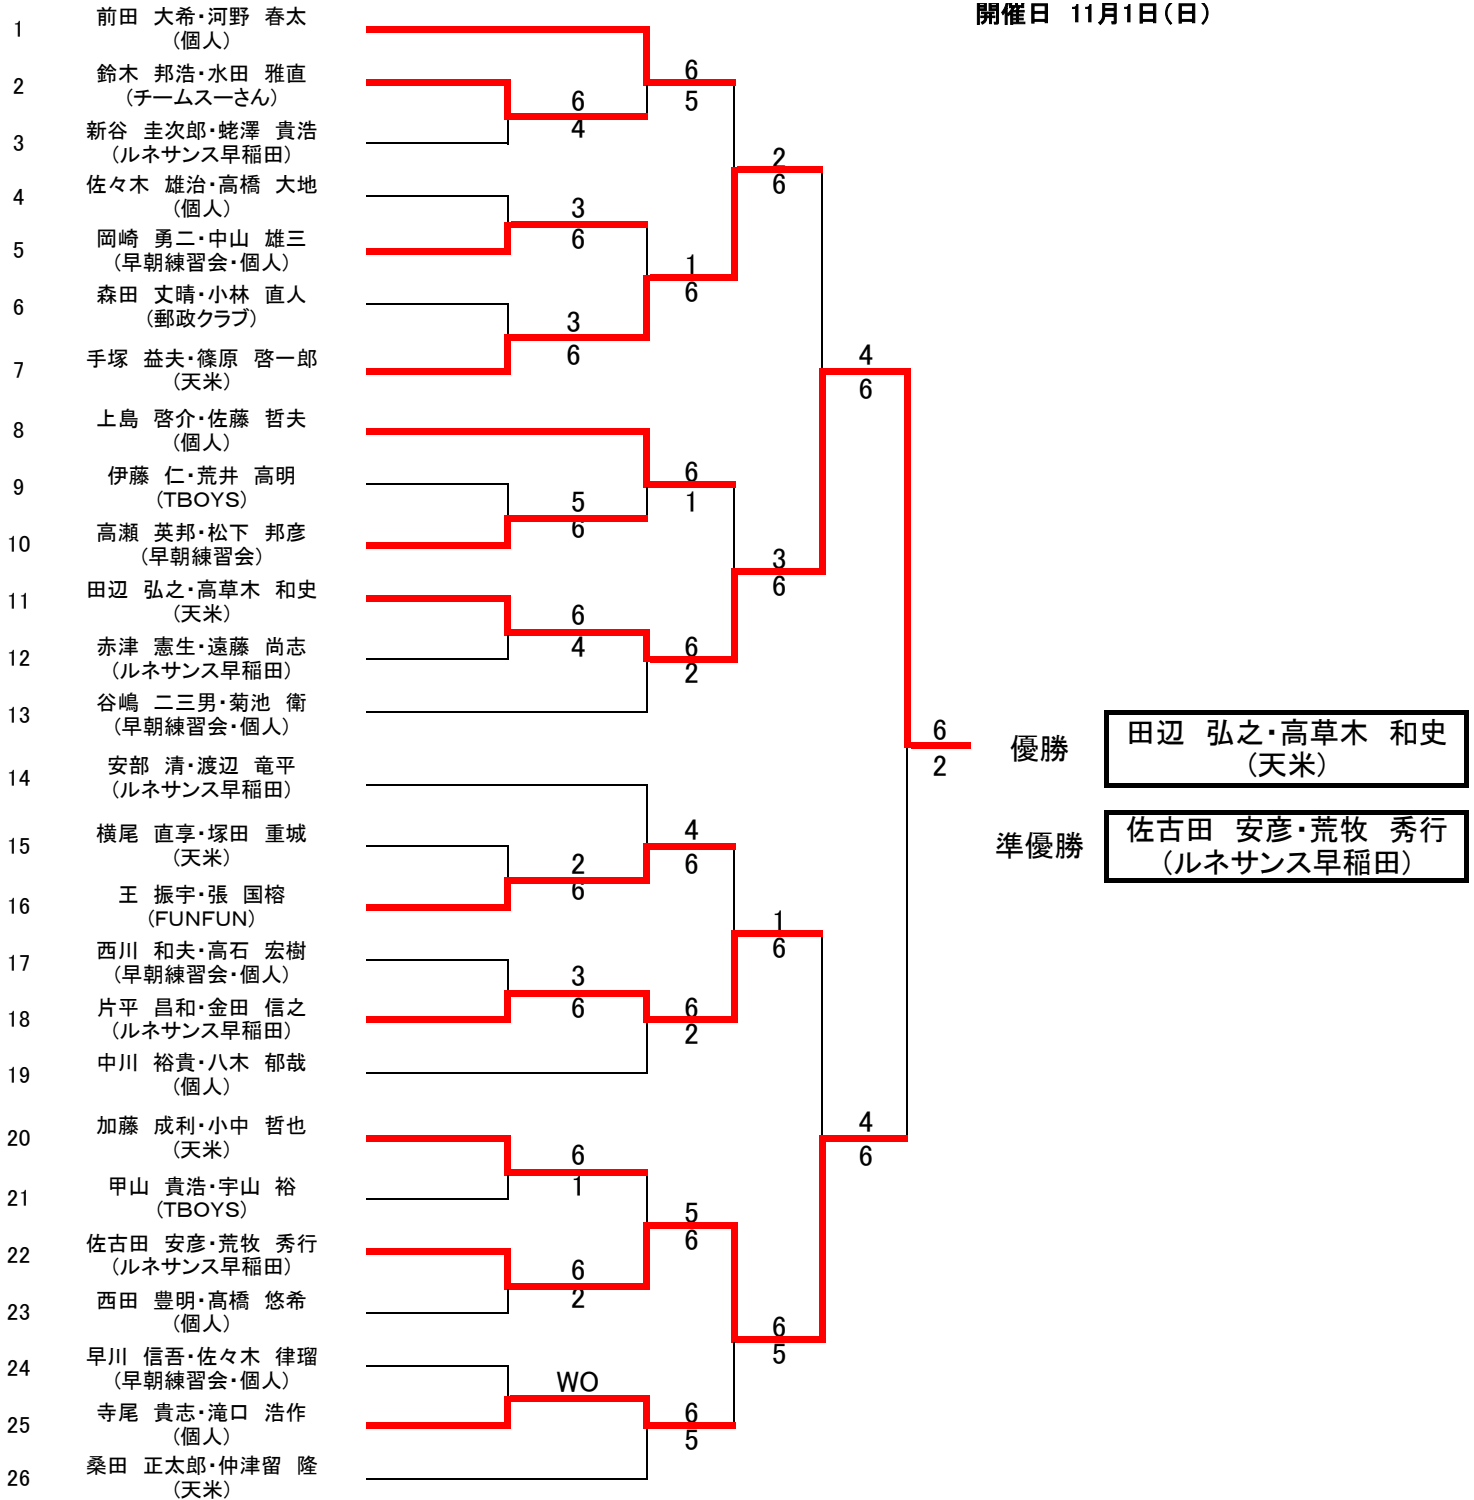 開催日　11月1日（日）
1
前田　大希・河野　春太
（個人）
2
鈴木　邦浩・水田　雅直
（チームスーさん）
3
新谷　圭次郎・蛯澤　貴浩
（ルネサンス早稲田）
4
佐々木　雄治・高橋　大地
（個人）
5
岡崎　勇二・中山　雄三
（早朝練習会・個人）
6
森田　丈晴・小林　直人
（郵政クラブ）
7
手塚　益夫・篠原　啓一郎
（天米）
8
上島　啓介・佐藤　哲夫
（個人）
9
伊藤　仁・荒井　高明
（TBOYS）
10
高瀬　英邦・松下　邦彦
（早朝練習会）
11
田辺　弘之・高草木　和史
（天米）
12
赤津　憲生・遠藤　尚志
（ルネサンス早稲田）
13
谷嶋　二三男・菊池　衛
（早朝練習会・個人）
14
安部　清・渡辺　竜平
（ルネサンス早稲田）
15
横尾　直享・塚田　重城
（天米）
16
王　振宇・張　国榕
（FUNFUN）
17
西川　和夫・高石　宏樹
（早朝練習会・個人）
18
片平　昌和・金田　信之
（ルネサンス早稲田）
19
中川　裕貴・八木　郁哉
（個人）
20
加藤　成利・小中　哲也
（天米）
21
甲山　貴浩・宇山　裕
（TBOYS）
22
佐古田　安彦・荒牧　秀行
（ルネサンス早稲田）
23
西田　豊明・髙橋　悠希
（個人）
24
早川　信吾・佐々木　律瑠
（早朝練習会・個人）
25
寺尾　貴志・滝口　浩作
（個人）
26
桑田　正太郎・仲津留　隆
（天米）
6
4
3
6
3
6
5
6
6
4
2
6
3
6
6
1
6
2
WO
6
5
1
6
6
1
6
2
4
6
6
2
5
6
6
5
2
6
3
6
1
6
6
5
4
6
4
6
6
2
優勝
田辺　弘之・高草木　和史
（天米）
準優勝
佐古田　安彦・荒牧　秀行
（ルネサンス早稲田）